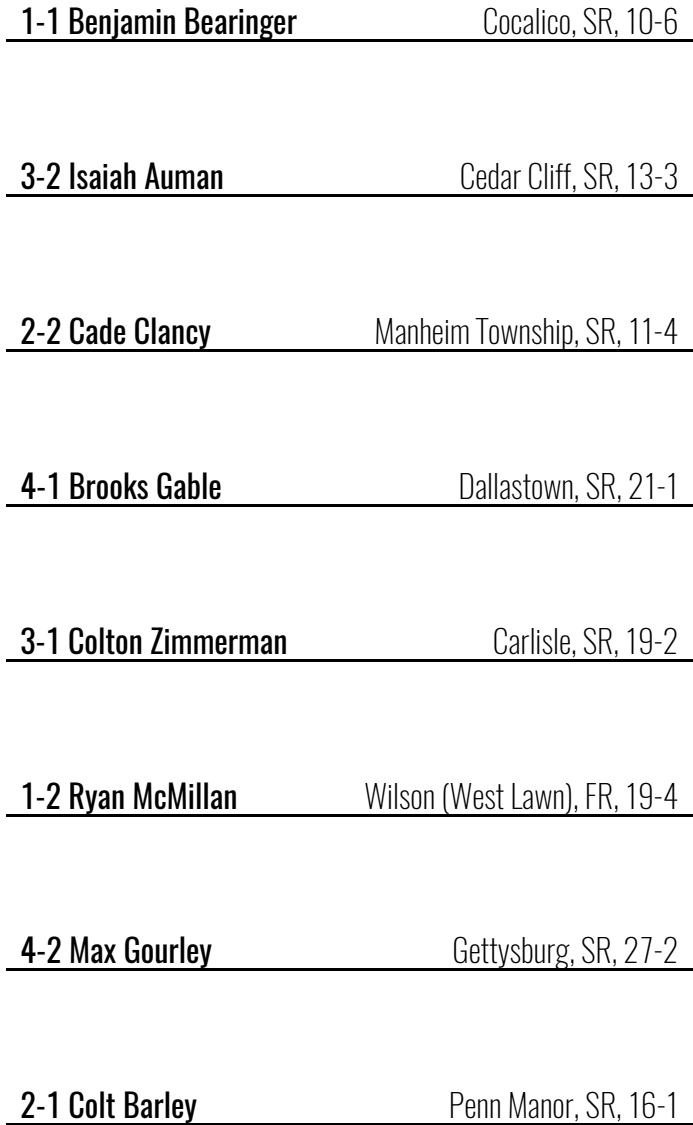 1-1 Benjamin Bearinger Cocalico, SR, 10-6
3-2 Isaiah Auman Cedar Cliff, SR, 13-3
2-2 Cade Clancy Manheim Township, SR, 11-4
4-1 Brooks Gable Dallastown, SR, 21-1
3-1 Colton Zimmerman Carlisle, SR, 19-2
1-2 Ryan McMillan Wilson (West Lawn), FR, 19-4
4-2 Max Gourley Gettysburg, SR, 27-2
2-1 Colt Barley Penn Manor, SR, 16-1